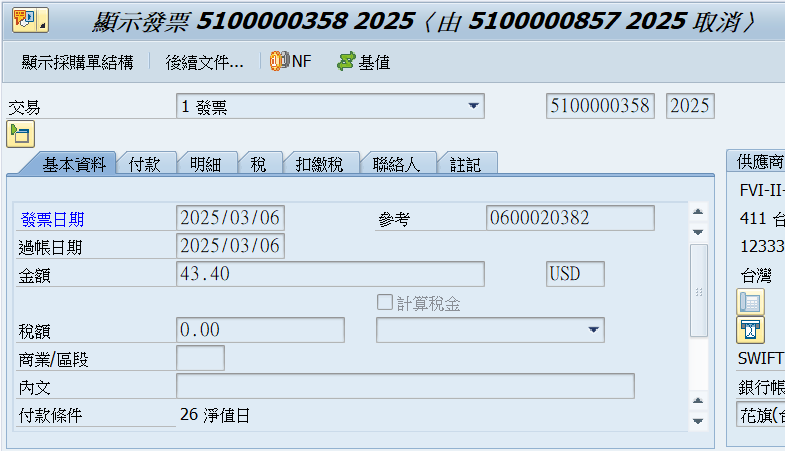 顯示發票 5100000358 2025〈由 5100000857 2025 取消〉
顯示採購單結構 後續文件... NF 基值
交易 1 發票 5100000358 2025
基本資料 付款 明細 稅 扣繳稅 聯絡人 註記
發票日期 2025/03/06 參考 0600020382
過帳日期 2025/03/06
金額 43.40 USD
計算稅金
稅額 0.00
商業/區段
內文
付款條件 26 淨值日
供應商
FVI-II-
411 台
12333
台灣
SWIFT
銀行帳
花旗(台